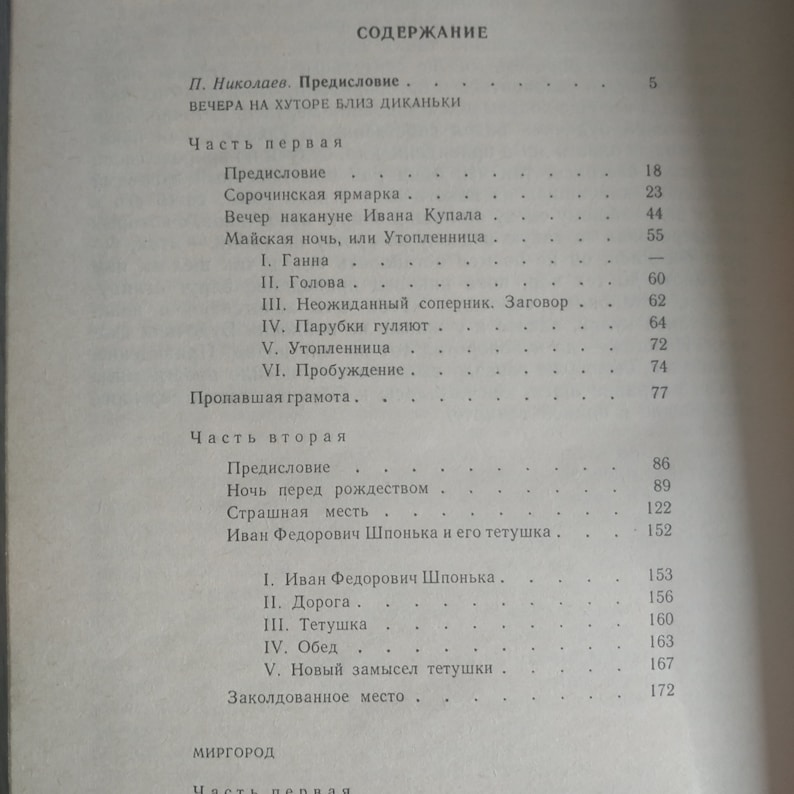 СОДЕРЖАНИЕ
П. Николаев. Предисловие . . . . . . . . 5
ВЕЧЕРА НА ХУТОРЕ БЛИЗ ДИКАНЬКИ
Часть первая
Предисловие . . . . . . . . . . 18
Сорочинская ярмарка . . . . . . . . 23
Вечер накануне Ивана Купала . . . . . 44
Майская ночь, или Утопленница . . . . . 55
I. Ганна . . . . . . . . . . —
II. Голова . . . . . . . . . . 60
III. Неожиданный соперник. Заговор . . 62
IV. Парубки гуляют . . . . . . . 64
V. Утопленница . . . . . . . . 72
VI. Пробуждение . . . . . . . . 74
Пропавшая грамота . . . . . . . . . . 77
Часть вторая
Предисловие . . . . . . . . . . 86
Ночь перед рождеством . . . . . . . 89
Страшная месть . . . . . . . . . 122
Иван Федорович Шпонька и его тетушка . . . 152
I. Иван Федорович Шпонька . . . . . 153
II. Дорога . . . . . . . . . . 156
III. Тетушка . . . . . . . . . 160
IV. Обед . . . . . . . . . . 163
V. Новый замысел тетушки . . . . . 167
Заколдованное место . . . . . . . . 172
МИРГОРОД
Часть первая